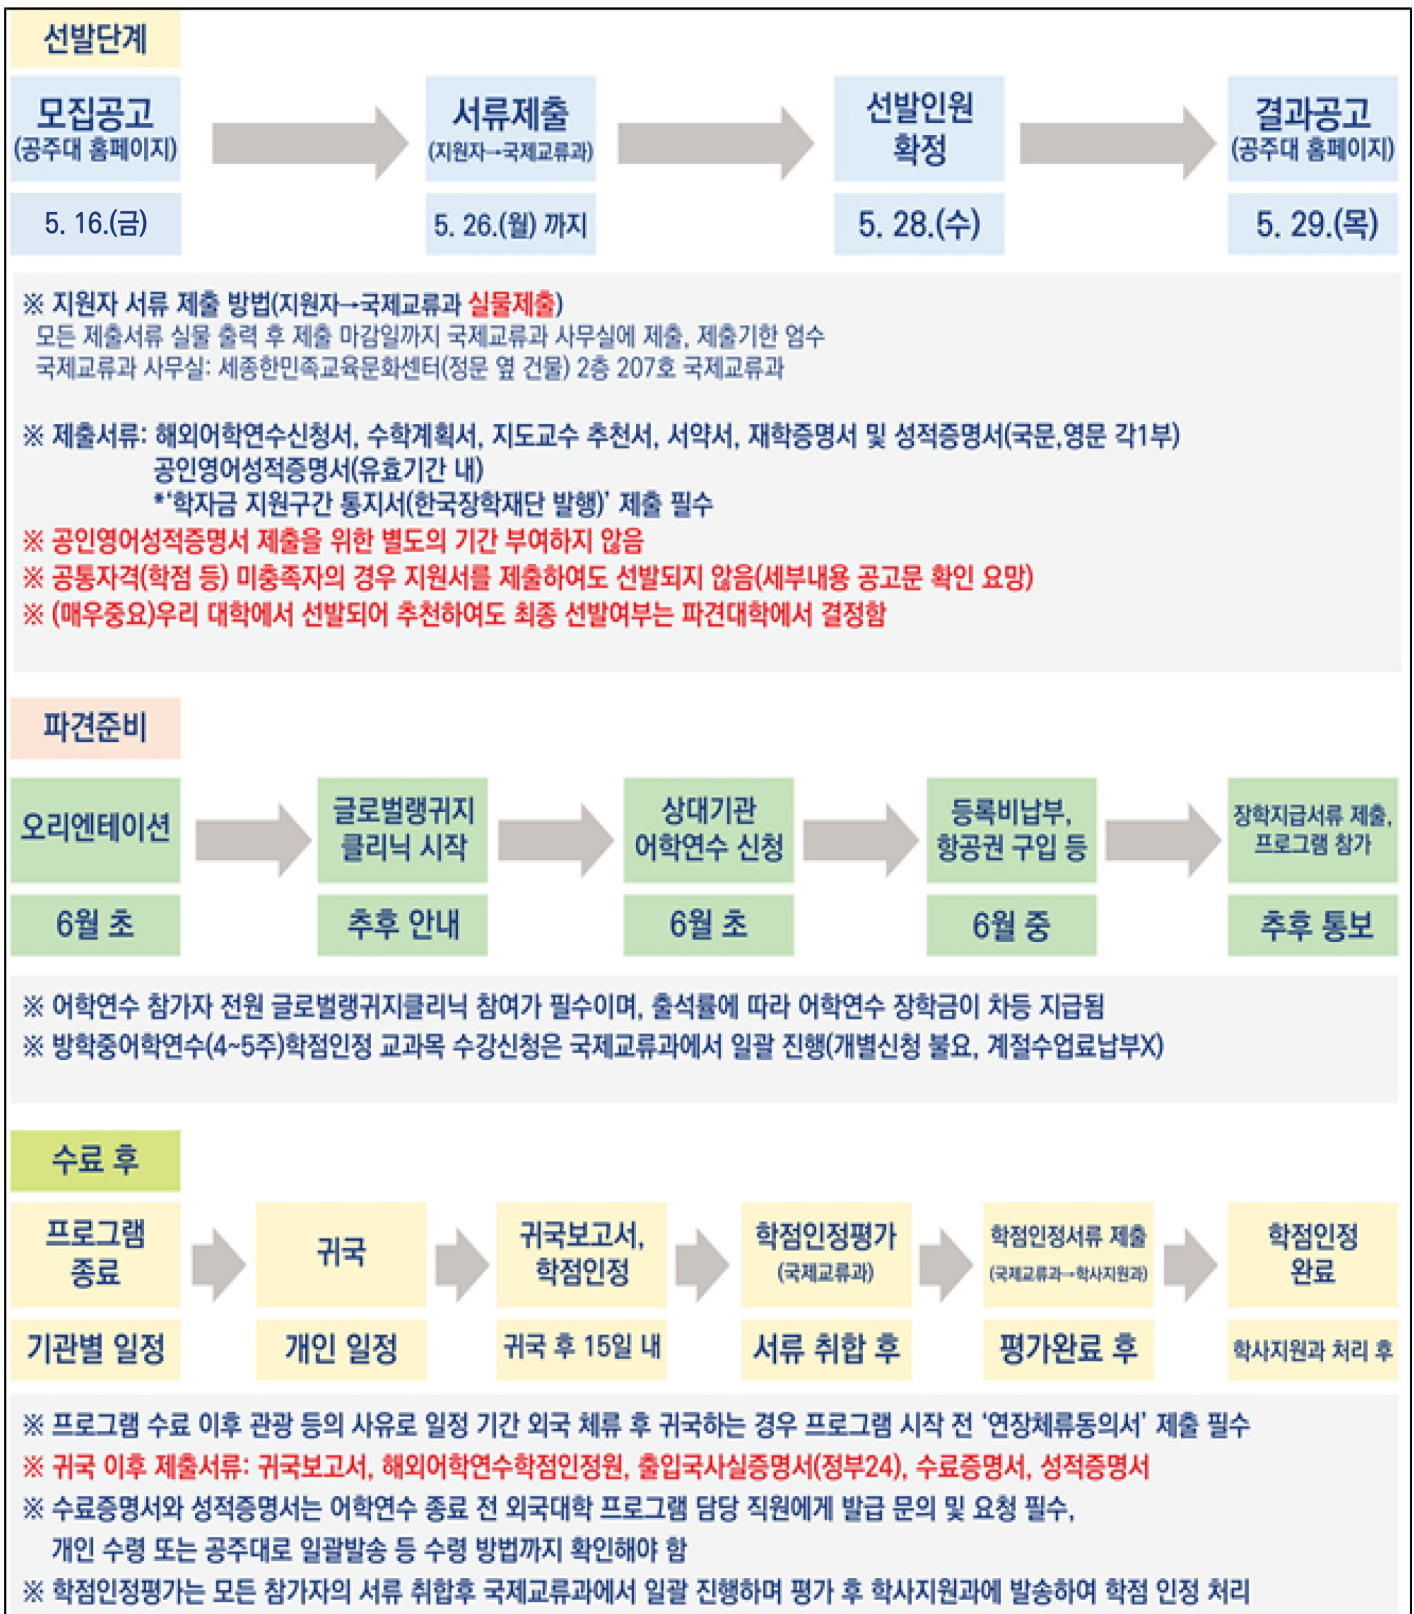 선발단계
모집공고
(공주대 홈페이지)
서류제출
(지원자→국제교류과)
선발인원
확정
결과공고
(공주대 홈페이지)
5. 16.(금)
5. 26.(월) 까지
5. 28.(수)
5. 29.(목)
※ 지원자 서류 제출 방법(지원자→국제교류과 실물제출)
모든 제출서류 실물 출력 후 제출 마감일까지 국제교류과 사무실에 제출, 제출기한 엄수
국제교류과 사무실: 세종한민족교육문화센터(정문 옆 건물) 2층 207호 국제교류과
※ 제출서류: 해외어학연수신청서, 수학계획서, 지도교수 추천서, 서약서, 재학증명서 및 성적증명서(국문,영문 각1부)
공인영어성적증명서(유효기간 내)
*‘학자금 지원구간 통지서(한국장학재단 발행)’ 제출 필수
※ 공인영어성적증명서 제출을 위한 별도의 기간 부여하지 않음
※ 공통자격(학점 등) 미충족자의 경우 지원서를 제출하여도 선발되지 않음(세부내용 공고문 확인 요망)
※ (매우중요)우리 대학에서 선발되어 추천하여도 최종 선발여부는 파견대학에서 결정함
파견준비
오리엔테이션
글로벌랭귀지
클리닉 시작
상대기관
어학연수 신청
등록비납부,
항공권 구입 등
장학지급서류 제출,
프로그램 참가
6월 초
추후 안내
6월 초
6월 중
추후 통보
※ 어학연수 참가자 전원 글로벌랭귀지클리닉 참여가 필수이며, 출석률에 따라 어학연수 장학금이 차등 지급됨
※ 방학중어학연수(4~5주)학점인정 교과목 수강신청은 국제교류과에서 일괄 진행(개별신청 불요, 계절수업료납부X)
수료 후
프로그램
종료
귀국
귀국보고서,
학점인정
학점인정평가
(국제교류과)
학점인정서류 제출
(국제교류과→학사지원과)
학점인정
완료
기관별 일정
개인 일정
귀국 후 15일 내
서류 취합 후
평가완료 후
학사지원과 처리 후
※ 프로그램 수료 이후 관광 등의 사유로 일정 기간 외국 체류 후 귀국하는 경우 프로그램 시작 전 ‘연장체류동의서’ 제출 필수
※ 귀국 이후 제출서류: 귀국보고서, 해외어학연수학점인정원, 출입국사실증명서(정부24), 수료증명서, 성적증명서
※ 수료증명서와 성적증명서는 어학연수 종료 전 외국대학 프로그램 담당 직원에게 발급 문의 및 요청 필수,
개인 수령 또는 공주대로 일괄발송 등 수령 방법까지 확인해야 함
※ 학점인정평가는 모든 참가자의 서류 취합후 국제교류과에서 일괄 진행하며 평가 후 학사지원과에 발송하여 학점 인정 처리